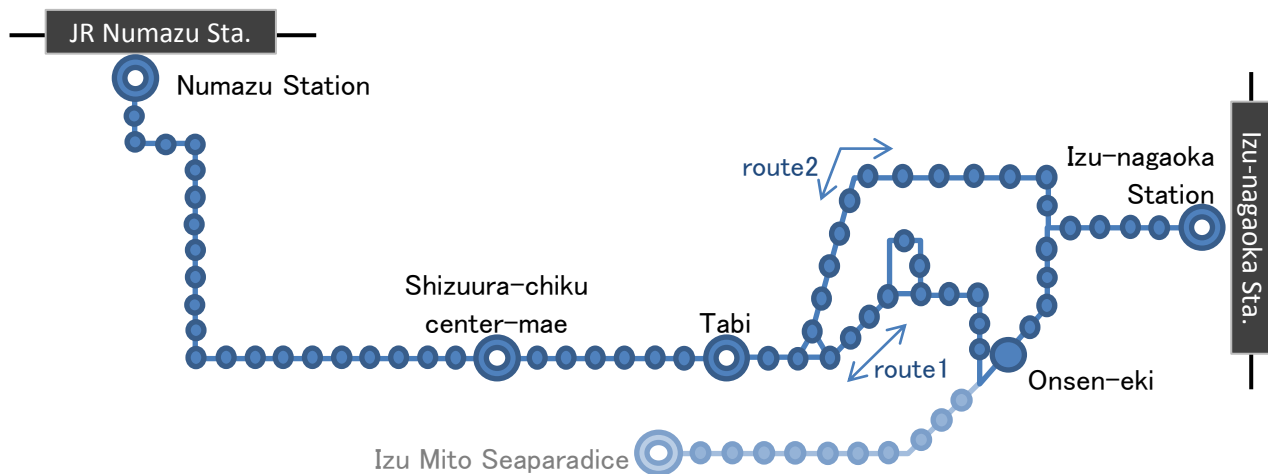 JR Numazu Sta.
Numazu Station
route2
Izu-nagaoka
Station
Izu-nagaoka Sta.
Shizuura-chiku
center-mae
Tabi
route1
Onsen-eki
Izu Mito Seaparadice